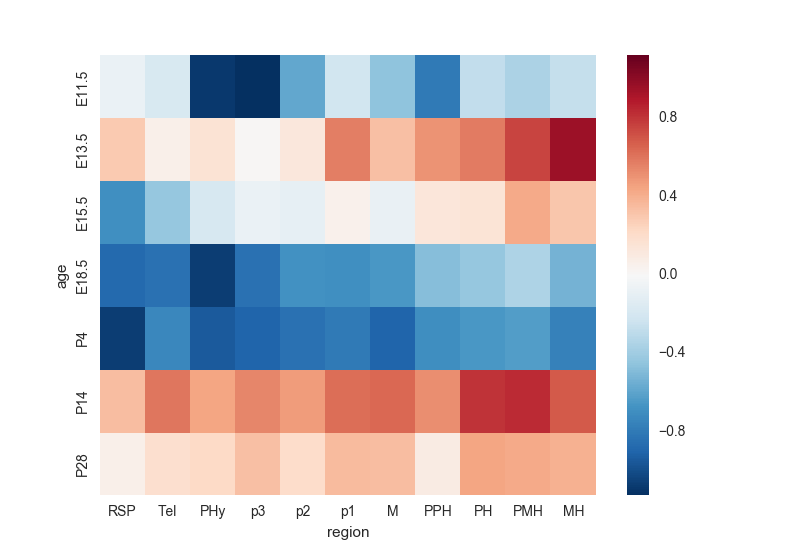 E11.5
E13.5
E15.5
E18.5
P4
P14
P28
age
RSP Tel PHy p3 p2 p1 M PPH PH PMH MH
region
0.8
0.4
0.0
−0.4
−0.8